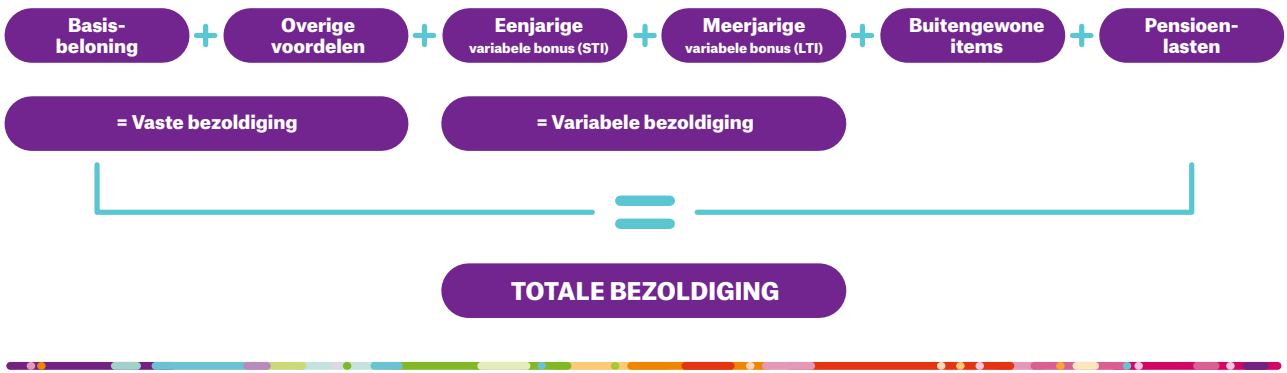 Basis-
beloning
+
Overige
voordelen
+
Eenjarige
variabele bonus (STI)
+
Meerjarige
variabele bonus (LTI)
+
Buitengewone
items
+
Pensioen-
lasten
= Vaste bezoldiging
= Variabele bezoldiging
=
TOTALE BEZOLDIGING